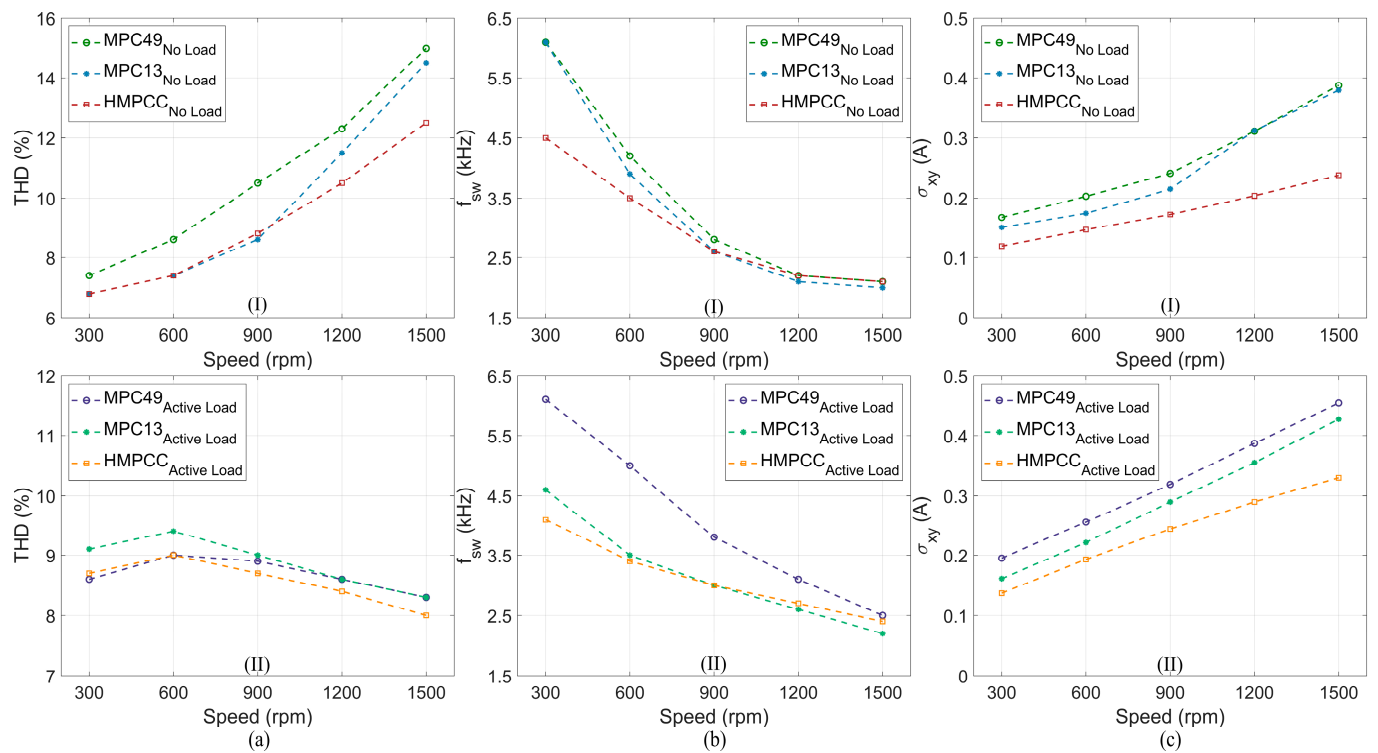 16
14
12
10
8
6
THD (%)
MPC49No Load
MPC13No Load
HMPCCNo Load
(I)
300 600 900 1200 1500
Speed (rpm)
6.5
5.5
4.5
3.5
2.5
1.5
fsw (kHz)
MPC49No Load
MPC13No Load
HMPCCNo Load
(I)
300 600 900 1200 1500
Speed (rpm)
0.5
0.4
0.3
0.2
0.1
0
σxy (A)
MPC49No Load
MPC13No Load
HMPCCNo Load
(I)
300 600 900 1200 1500
Speed (rpm)
12
11
10
9
8
7
THD (%)
MPC49Active Load
MPC13Active Load
HMPCCActive Load
(II)
300 600 900 1200 1500
Speed (rpm)
(a)
6.5
5.5
4.5
3.5
2.5
1.5
fsw (kHz)
MPC49Active Load
MPC13Active Load
HMPCCActive Load
(II)
300 600 900 1200 1500
Speed (rpm)
(b)
0.5
0.4
0.3
0.2
0.1
0
σxy (A)
MPC49Active Load
MPC13Active Load
HMPCCActive Load
(II)
300 600 900 1200 1500
Speed (rpm)
(c)